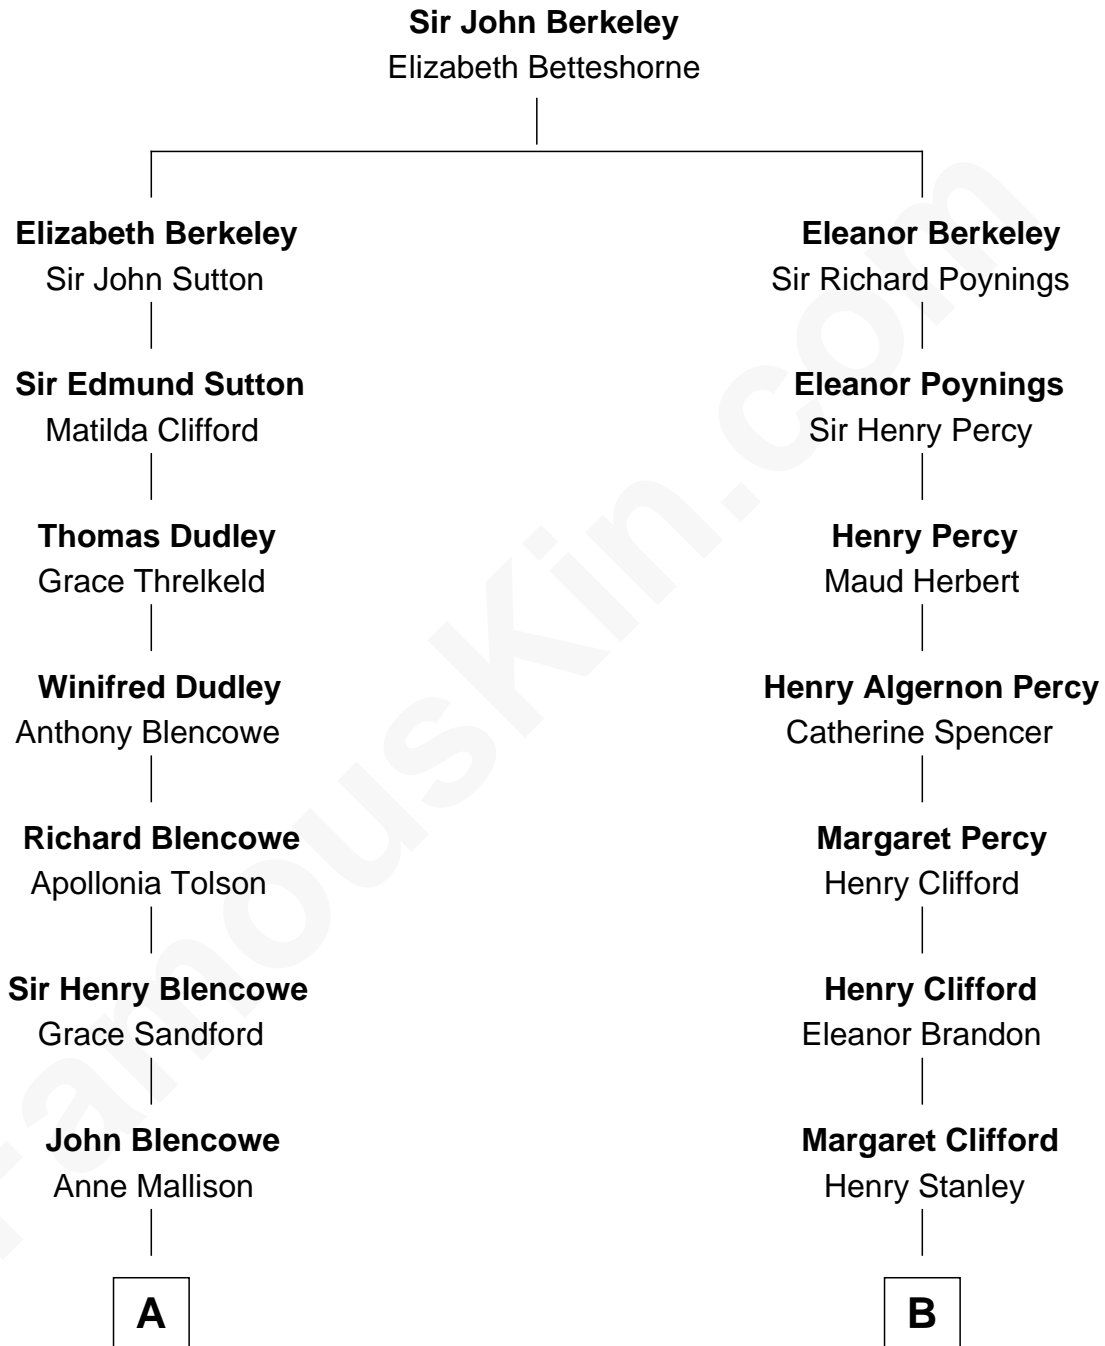 Sir John Berkeley
Elizabeth Betteshorne
Elizabeth Berkeley
Sir John Sutton
Sir Edmund Sutton
Matilda Clifford
Thomas Dudley
Grace Threlkeld
Winifred Dudley
Anthony Blencowe
Richard Blencowe
Apollonia Tolson
Sir Henry Blencowe
Grace Sandford
John Blencowe
Anne Mallison
A
Eleanor Berkeley
Sir Richard Poynings
Eleanor Poynings
Sir Henry Percy
Henry Percy
Maud Herbert
Henry Algernon Percy
Catherine Spencer
Margaret Percy
Henry Clifford
Henry Clifford
Eleanor Brandon
Margaret Clifford
Henry Stanley
B
FamousKin.com